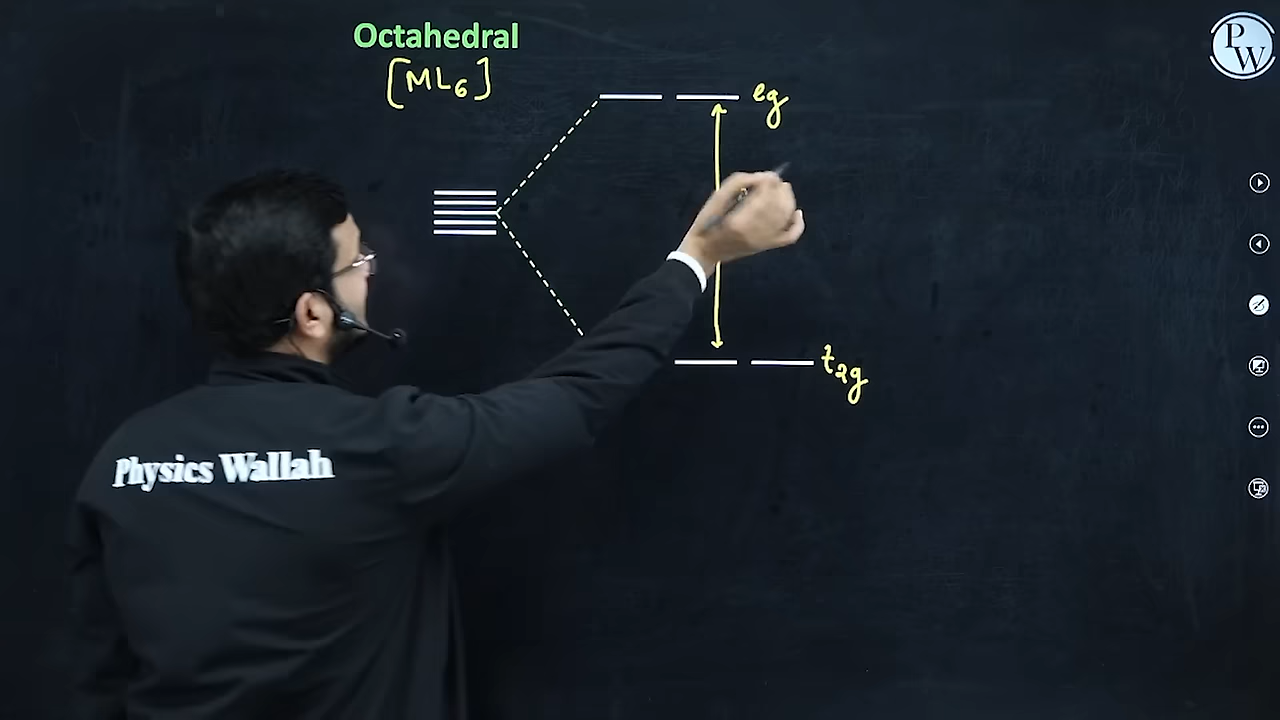 Octahedral
[ML6]
eg
t2g
Physics Wallah
PW